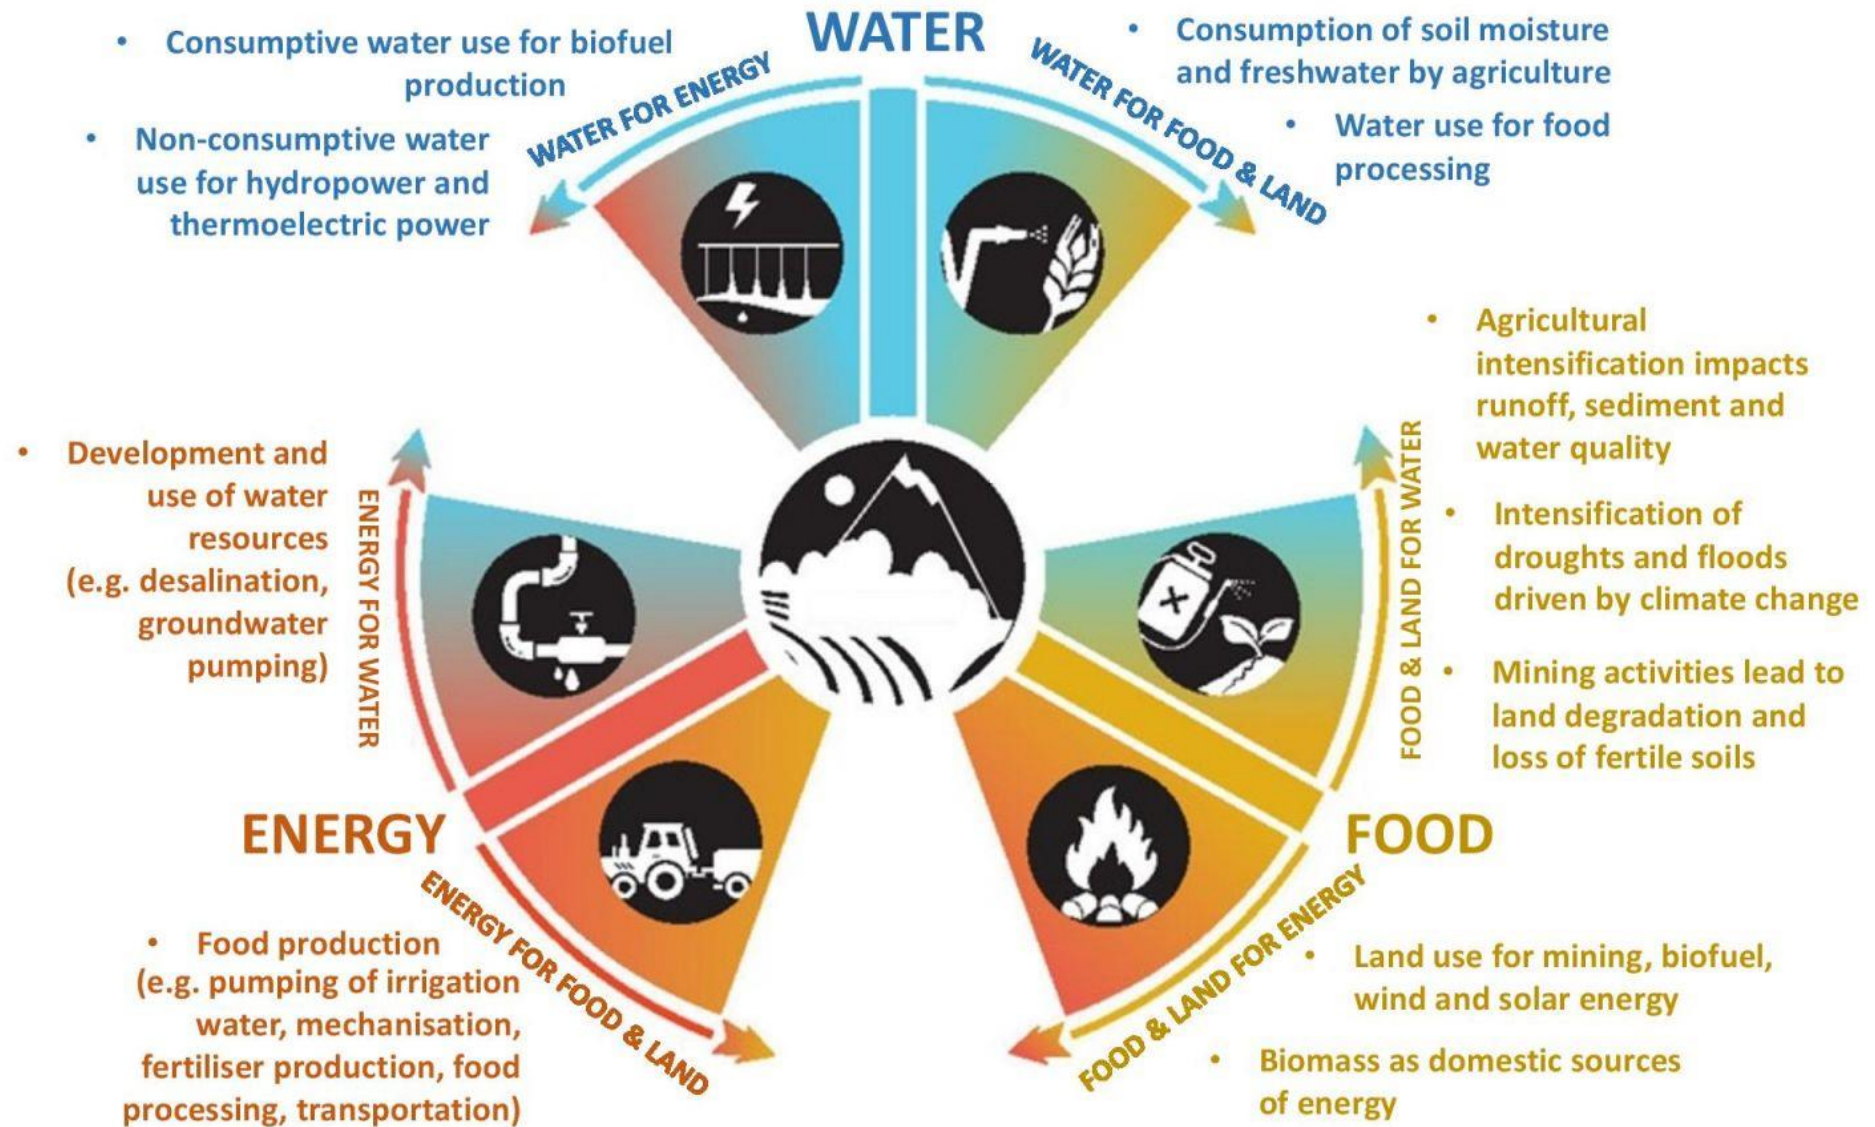 WATER
• Consumptive water use for biofuel
production
• Non-consumptive water
use for hydropower and
thermoelectric power
WATER FOR ENERGY
WATER FOR FOOD & LAND
• Consumption of soil moisture
and freshwater by agriculture
• Water use for food
processing
• Agricultural
intensification impacts
runoff, sediment and
water quality
• Intensification of
droughts and floods
driven by climate change
• Mining activities lead to
land degradation and
loss of fertile soils
FOOD & LAND FOR WATER
• Development and
use of water
resources
(e.g. desalination,
groundwater
pumping)
ENERGY FOR WATER
ENERGY
FOOD
ENERGY FOR FOOD & LAND
• Food production
(e.g. pumping of irrigation
water, mechanisation,
fertiliser production, food
processing, transportation)
FOOD & LAND FOR ENERGY
• Land use for mining, biofuel,
wind and solar energy
• Biomass as domestic sources
of energy